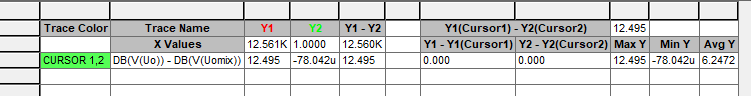 Trace Color Trace Name Y1 Y2 Y1 - Y2 Y1(Cursor1) - Y2(Cursor2) 12.495
X Values 12.561K 1.0000 12.560K Y1 - Y1(Cursor1) Y2 - Y2(Cursor2) Max Y Min Y Avg Y
CURSOR 1,2 DB(V(Uo)) - DB(V(Uomix)) 12.495 -78.042u 12.495 0.000 0.000 12.495 -78.042u 6.2472